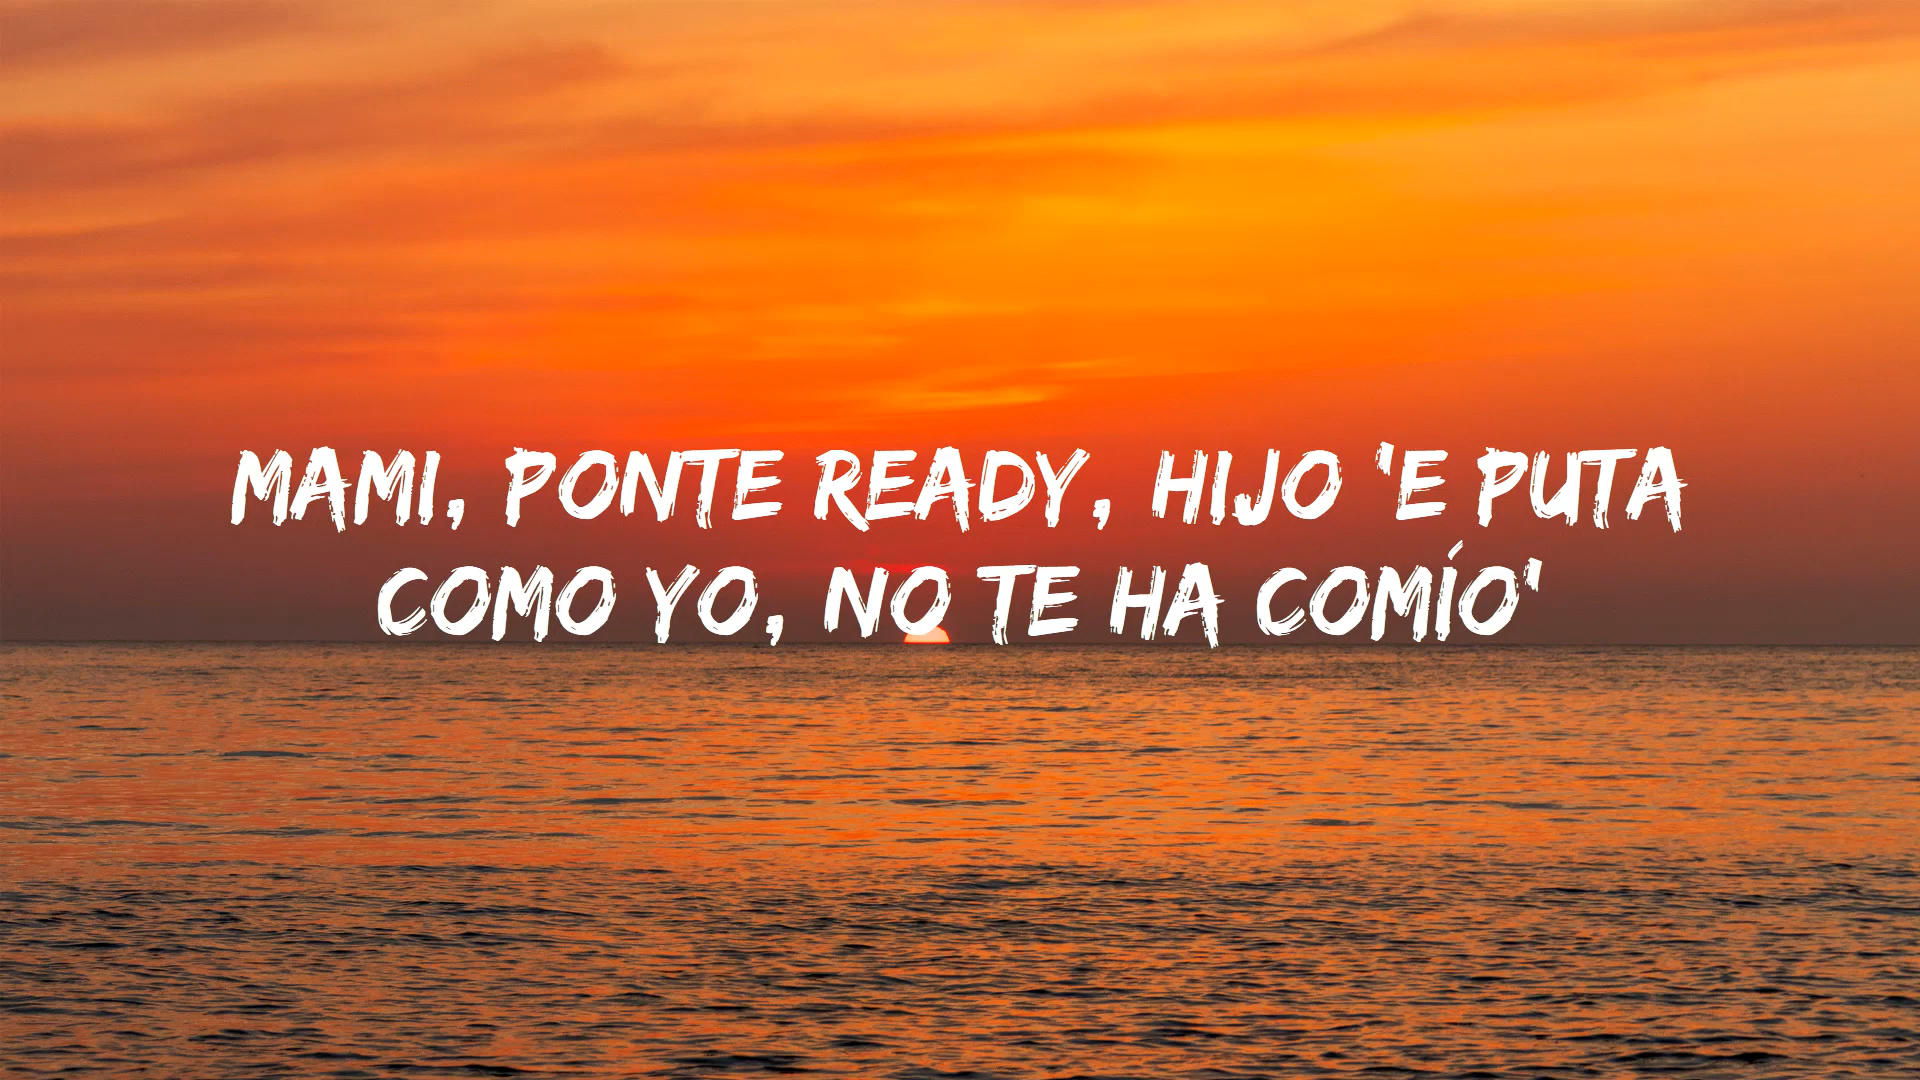 MAMI, PONTE READY, HIJO 'E PUTA
COMO YO, NO TE HA COMÍO'